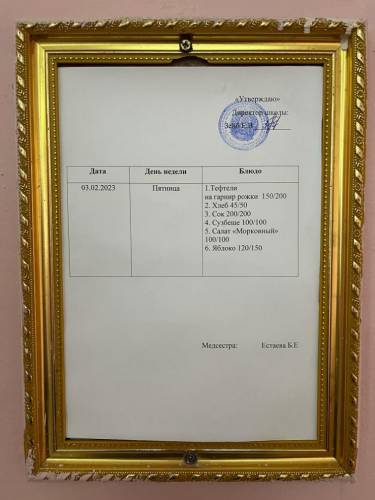 «Утверждаю»
Директор школы:
Дата День недели Блюдо
03.02.2023 Пятница 1.Тефтели
на гарнир рожки 150/200
2. Хлеб 45/50
3. Сок 200/200
4. Сузбеше 100/100
5. Салат «Морковный»
100/100
6. Яблоко 120/150
Медсестра: Естаева Б.Е